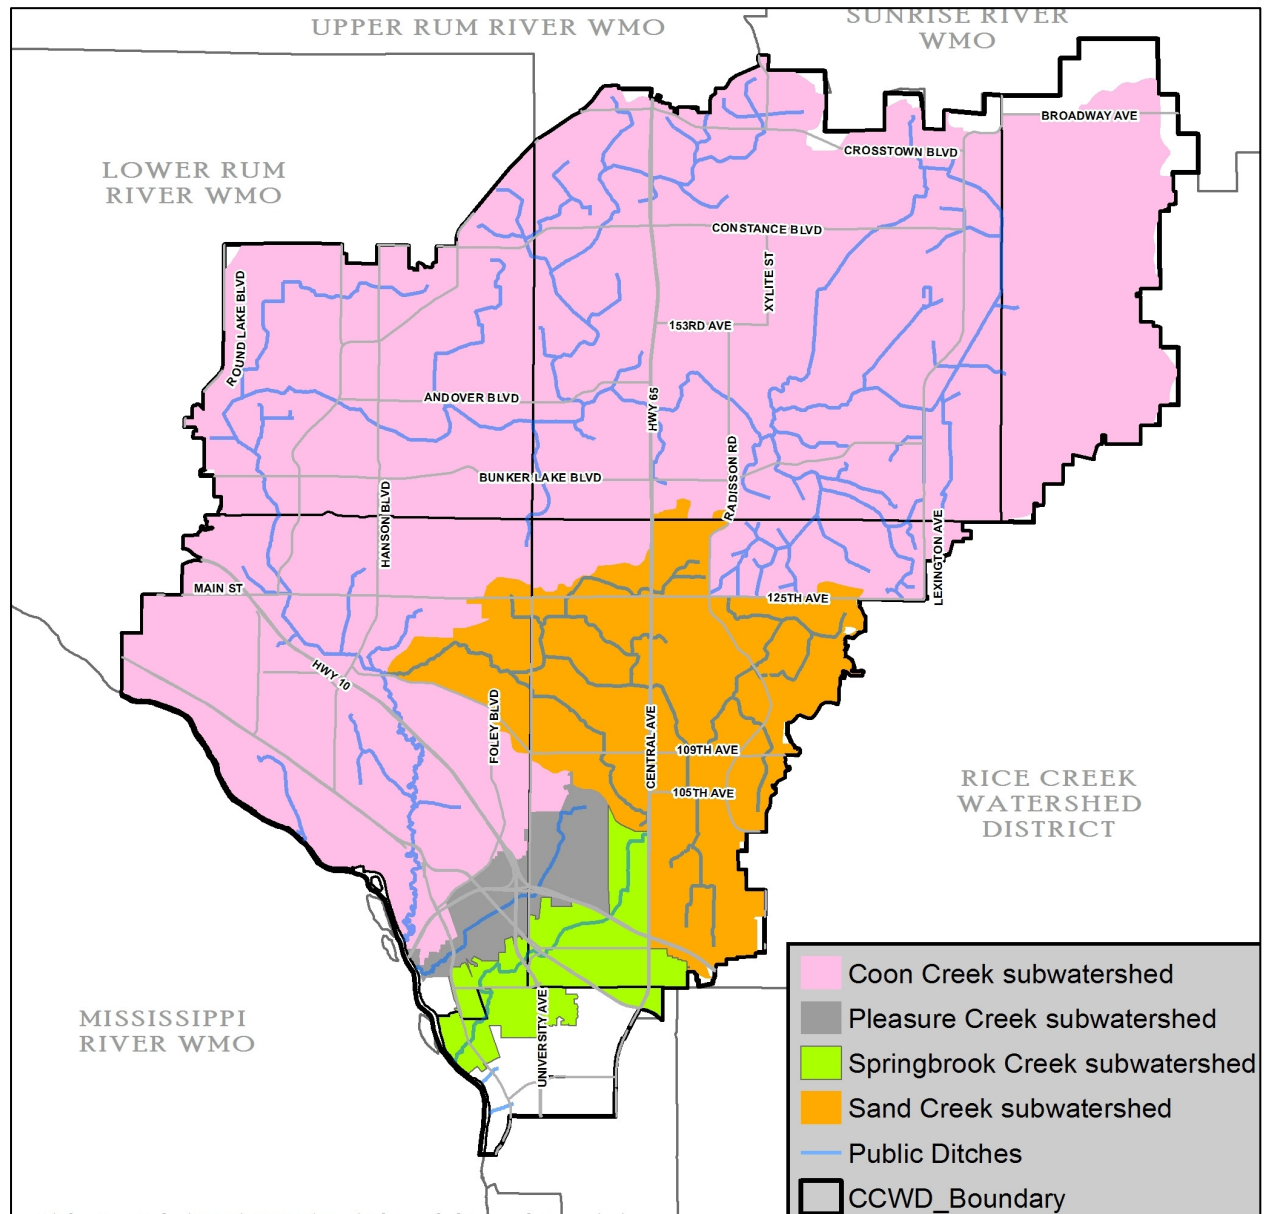 UPPER RUM RIVER WMO
SUNRISE RIVER
WMO
BROADWAY AVE
CROSSTOWN BLVD
LOWER RUM
RIVER WMO
CONSTANCE BLVD
XYLITE ST
ROUND LAKE BLVD
153RD AVE
ANDOVER BLVD
HWY 65
RADISSON RD
BUNKER LAKE BLVD
HANSON BLVD
LEXINGTON AVE
MAIN ST
125TH AVE
HWY 10
FOLEY BLVD
CENTRAL AVE
109TH AVE
105TH AVE
RICE CREEK
WATERSHED
DISTRICT
MISSISSIPPI
RIVER WMO
UNIVERSITY AVE
Coon Creek subwatershed
Pleasure Creek subwatershed
Springbrook Creek subwatershed
Sand Creek subwatershed
Public Ditches
CCWD_Boundary